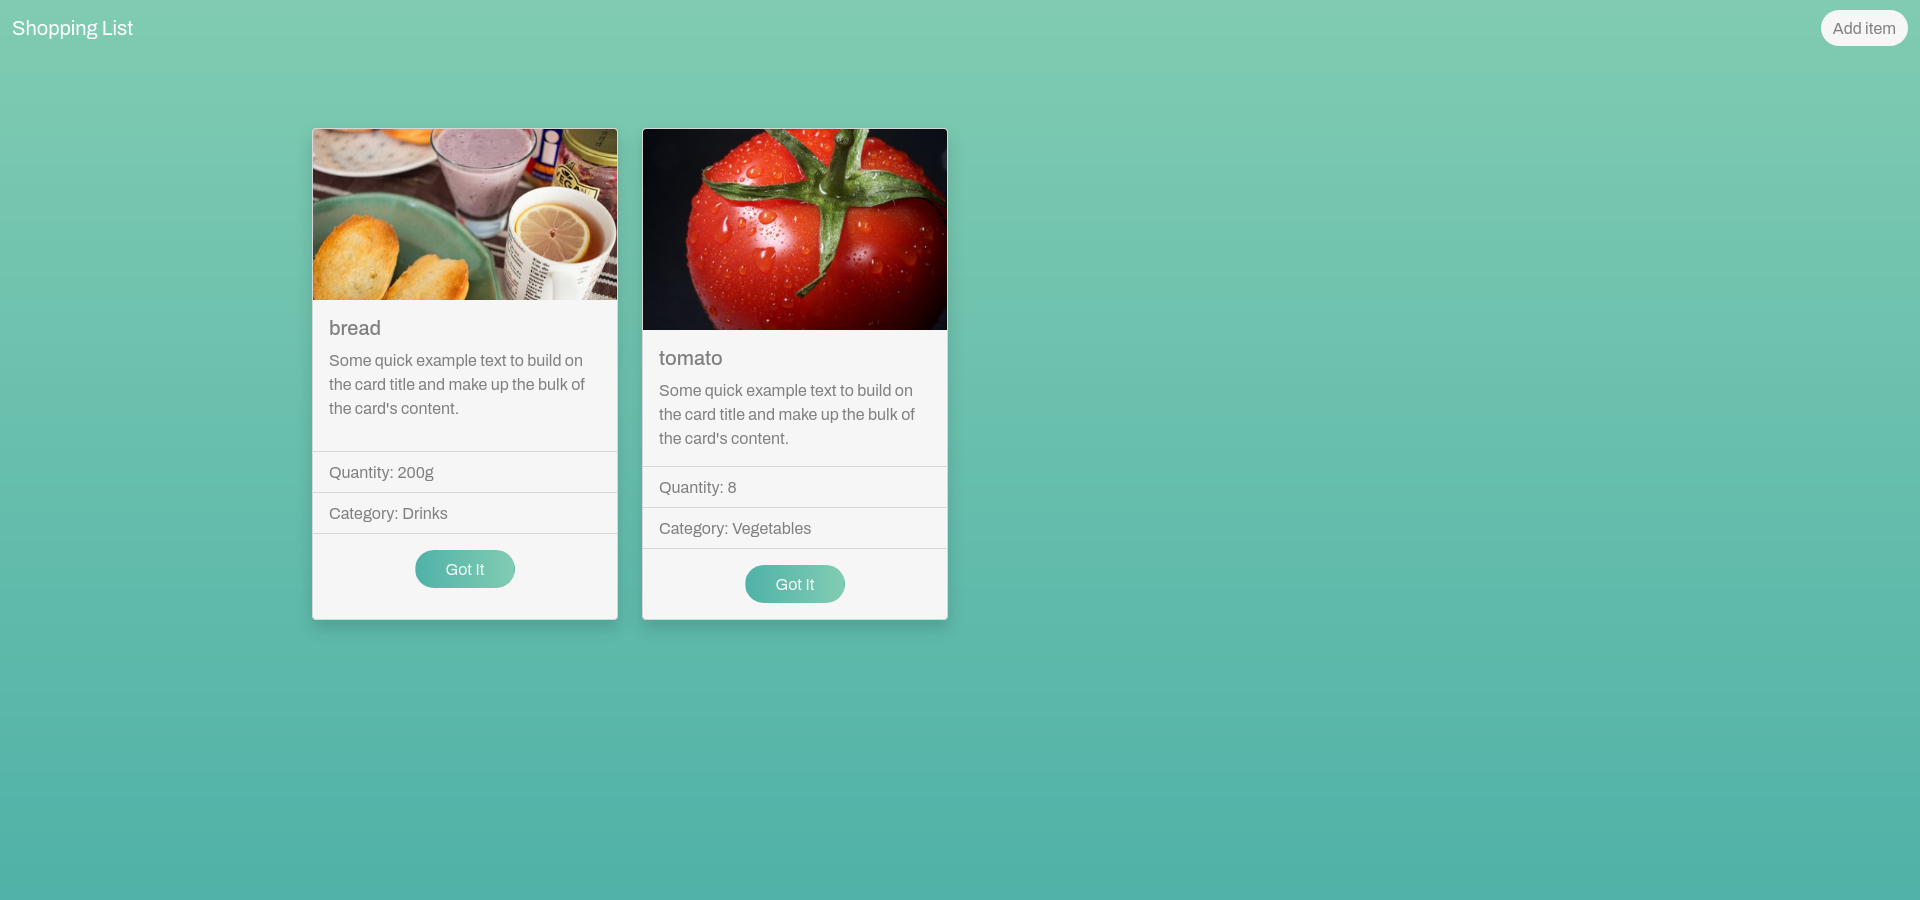 Shopping List
Add item
bread
Some quick example text to build on
the card title and make up the bulk of
the card's content.
Quantity: 200g
Category: Drinks
Got It
tomato
Some quick example text to build on
the card title and make up the bulk of
the card's content.
Quantity: 8
Category: Vegetables
Got It